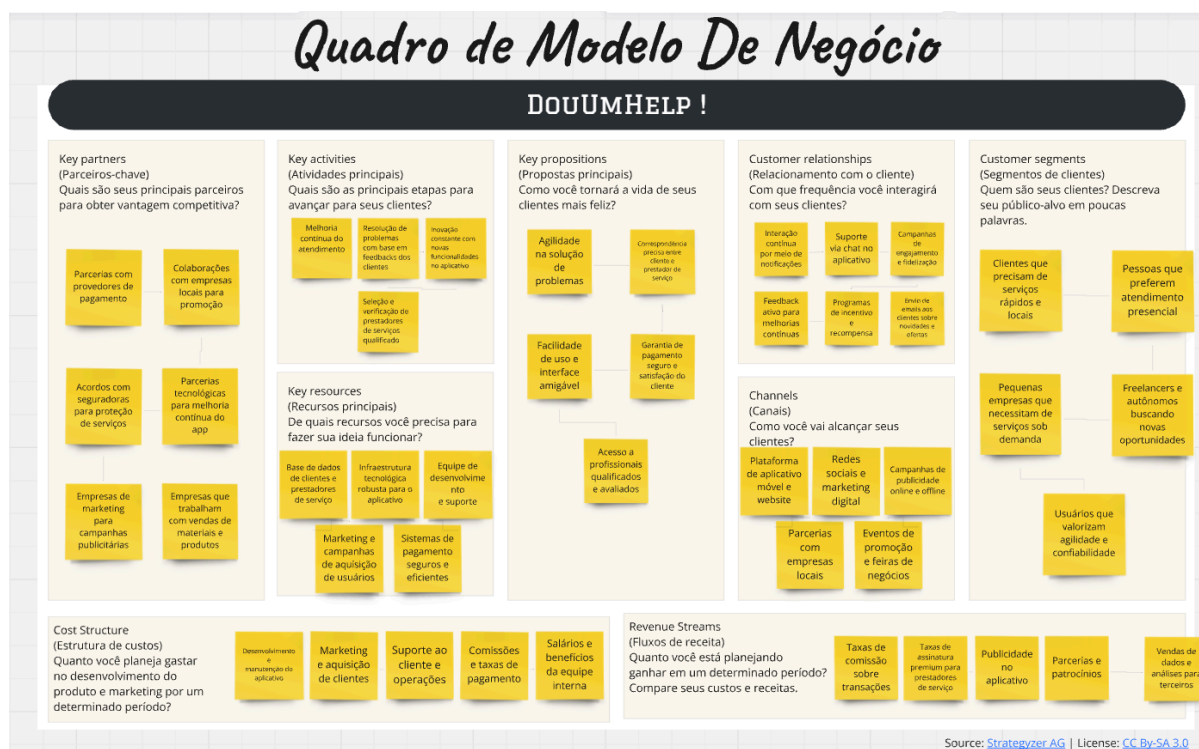 Quadro de Modelo De Negócio
DouUmHelp !
Key partners
(Parceiros-chave)
Quais são seus principais parceiros
para obter vantagem competitiva?
Parcerias com
provedores de
pagamento
Colaborações
com empresas
locais para
promoção
Acordos com
seguradoras
para proteção
de serviços
Parcerias
tecnológicas
para melhoria
contínua do
app
Empresas de
marketing
para
campanhas
publicitárias
Empresas que
trabalham
com vendas de
materiais e
produtos
Key activities
(Atividades principais)
Quais são as principais etapas para
avançar para seus clientes?
Melhoria
contínua do
atendimento
Resolução de
problemas
com base em
feedbacks dos
clientes
Inovação
constante com
novas
funcionalidades
no aplicativo
Seleção e
verificação de
prestadores
de serviços
qualificado
Key resources
(Recursos principais)
De quais recursos você precisa para
fazer sua ideia funcionar?
Base de dados
de clientes e
prestadores
de serviço
Infraestrutura
tecnológica
robusta para o
aplicativo
Equipe de
desenvolvime
nto
e suporte
Marketing e
campanhas
de aquisição
de usuários
Sistemas de
pagamento
seguros e
eficientes
Key propositions
(Propostas principais)
Como você tornará a vida de seus
clientes mais feliz?
Agilidade
na solução
de
problemas
Correspondência
precisa entre
cliente e
prestador de
serviço
Facilidade
de uso e
interface
amigável
Garantia de
pagamento
seguro e
satisfação do
cliente
Acesso a
profissionais
qualificados
e avaliados
Customer relationships
(Relacionamento com o cliente)
Com que frequência você interagirá
com seus clientes?
Interação
contínua
por meio de
notificações
Suporte
via chat no
aplicativo
Campanhas
de
engajamento
e fidelização
Feedback
ativo para
melhorias
contínuas
Programas
de incentivo
e
recompensa
Envio de
emails aos
clientes sobre
novidades e
ofertas
Channels
(Canais)
Como você vai alcançar seus
clientes?
Plataforma
de aplicativo
móvel e
website
Redes
sociais e
marketing
digital
Campanhas de
publicidade
online e offline
Parcerias
com
empresas
locais
Eventos de
promoção
e feiras de
negócios
Customer segments
(Segmentos de clientes)
Quem são seus clientes? Descreva
seu público-alvo em poucas
palavras.
Clientes que
precisam de
serviços
rápidos e
locais
Pessoas que
preferem
atendimento
presencial
Pequenas
empresas que
necessitam de
serviços sob
demanda
Freelancers e
autônomos
buscando
novas
oportunidades
Usuários que
valorizam
agilidade e
confiabilidade
Cost Structure
(Estrutura de custos)
Quanto você planeja gastar
no desenvolvimento do
produto e marketing por um
determinado período?
Desenvolvimento
e
manutenção do
aplicativo
Marketing
e aquisição
de clientes
Suporte ao
cliente e
operações
Comissões
e taxas de
pagamento
Salários e
benefícios
da equipe
interna
Revenue Streams
(Fluxos de receita)
Quanto você está planejando
ganhar em um determinado período?
Compare seus custos e receitas.
Taxas de
comissão
sobre
transações
Taxas de
assinatura
premium para
prestadores
de serviço
Publicidade
no
aplicativo
Parcerias e
patrocínios
Vendas de
dados e
análises para
terceiros
Source: Strategyzer AG | License: CC By-SA 3.0